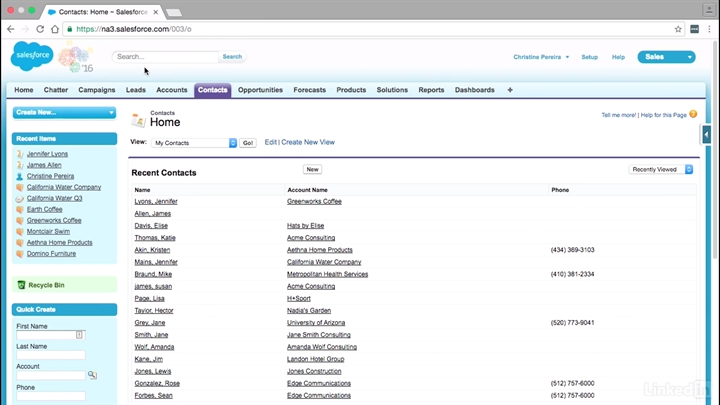 Contacts: Home ~ Salesforce
https://na3.salesforce.com/003/o
salesforce
'16
Search...
Search
Christine Pereira
Setup
Help
Sales
Home Chatter Campaigns Leads Accounts Contacts Opportunities Forecasts Products Solutions Reports Dashboards +
Create New...
Contacts
Home
Tell me more! | Help for this Page
View: My Contacts Go! Edit | Create New View
Recent Items
Jennifer Lyons
James Allen
Christine Pereira
California Water Company
California Water Q3
Earth Coffee
Greenworks Coffee
Montclair Swim
Aethna Home Products
Domino Furniture
Recycle Bin
Quick Create
First Name
Last Name
Account
Phone
Recent Contacts New Recently Viewed
Name Account Name Phone
Lyons, Jennifer Greenworks Coffee
Allen, James
Davis, Elise Hats by Elise
Thomas, Katie Acme Consulting
Akin, Kristen Aethna Home Products (434) 369-3103
Mains, Jennifer California Water Company
Braund, Mike Metropolitan Health Services (410) 381-2334
james, susan Acme Consulting
Page, Lisa H+Sport
Taylor, Hector Nadia's Garden
Grey, Jane University of Arizona (520) 773-9041
Smith, Jane Jane Smith Consulting
Wolf, Amanda Amanda Wolf Consulting
Kane, Jim Landon Hotel Group
Jones, Lewis Jones Construction
Gonzalez, Rose Edge Communications (512) 757-6000
Forbes, Sean Edge Communications (512) 757-6000
LinkedIn